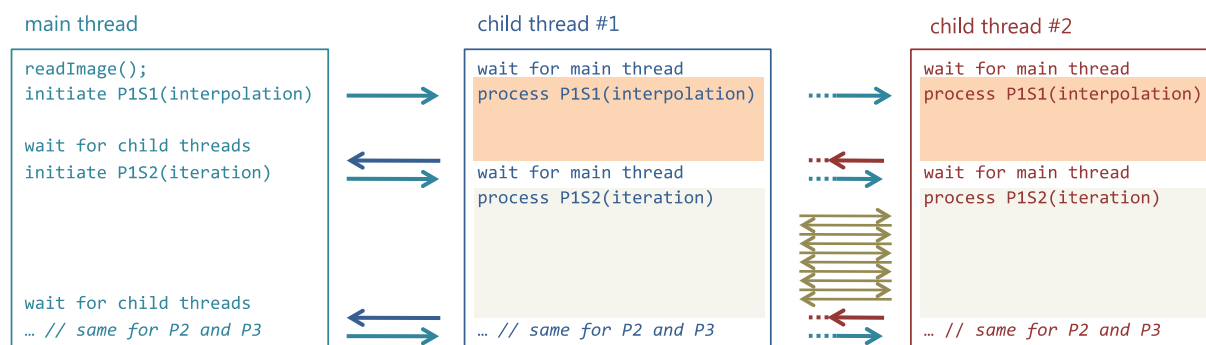 main thread
readImage();
initiate P1S1(interpolation)
wait for child threads
initiate P1S2(iteration)
wait for child threads
… // same for P2 and P3
child thread #1
wait for main thread
process P1S1(interpolation)
wait for main thread
process P1S2(iteration)
… // same for P2 and P3
child thread #2
wait for main thread
process P1S1(interpolation)
wait for main thread
process P1S2(iteration)
… // same for P2 and P3